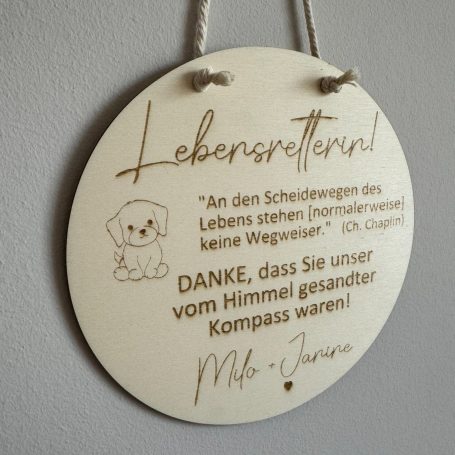 Lebensretterin!
"An den Scheidewegen des
Lebens stehen [normalerweise]
keine Wegweiser." (Ch. Chaplin)
DANKE, dass Sie unser
vom Himmel gesandter
Kompass waren!
Milo + Janine